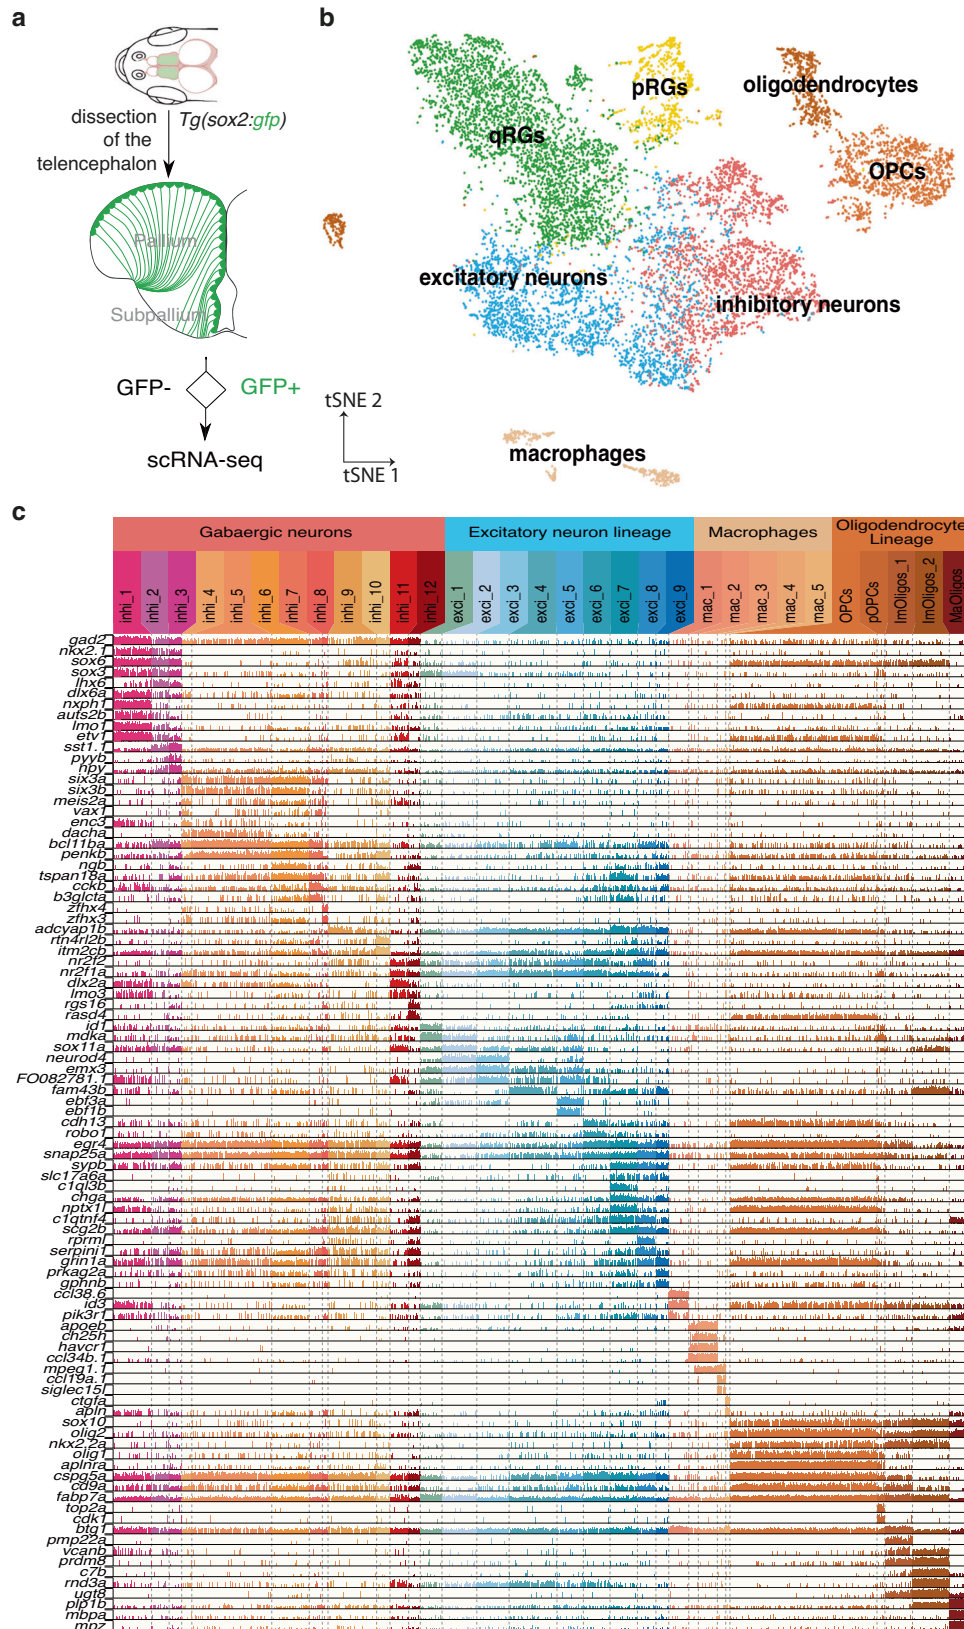 a
b
dissection
of the
telencephalon
Tg(sox2:gfp)
Pallium
Subpallium
GFP-
GFP+
scRNA-seq
tSNE 2
tSNE 1
pRGs
oligodendrocytes
qRGs
OPCs
excitatory neurons
inhibitory neurons
macrophages
c
Gabaergic neurons
Excitatory neuron lineage
Macrophages
Oligodendrocyte
Lineage
inhi_1
inhi_2
inhi_3
inhi_4
inhi_5
inhi_6
inhi_7
inhi_8
inhi_9
inhi_10
inhi_11
inhi_12
exci_1
exci_2
exci_3
exci_4
exci_5
exci_6
exci_7
exci_8
exci_9
mac_1
mac_2
mac_3
mac_4
mac_5
OPCs
pOPCs
ImOligos_1
ImOligos_2
MaOligos
gad2
nkx2.1
sox6
sox3
lhx6
dlx6a
nxph1
auts2b
lmo1
etv1
sst1.1
pyyb
npy
six3a
six3b
meis2a
vax1
enc3
dacha
bcl11ba
penkb
ngb
tspan18a
cckb
b3glcta
zfhx4
zfhx3
adcyap1b
rtn4rl2b
itm2cb
nr2f2
nr2f1a
dlx2a
lmo3
rgs16
rasd4
id1
mdka
sox11a
neurod4
emx3
FO082781.1
fam43b
ebf3a
ebf1b
cdh13
robo1
egr4
snap25a
sypb
slc17a6a
c1ql3b
chga
nptx1l
c1qtnf4
scg2b
rprml
serpini1
grin1a
prkag2a
gphnb
ccl38.6
id3
pik3r1
apoeb
ch25h
havcr1
ccl34b.1
mpeg1.1
ccl19a.1
siglec15l
ctgfa
apln
sox10
olig2
nkx2.2a
olig1
aplnra
cspg5a
cd9a
fabp7a
top2a
cdk1
btg1
pmp22a
vcanb
prdm8
c7b
rnd3a
ugt8
plp1b
mbpa
mpz